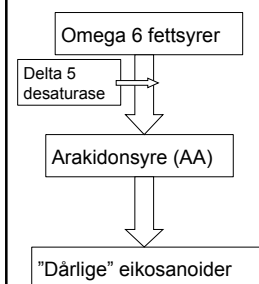 Omega 6 fettsyrer
Delta 5
desaturase
Arakidonsyre (AA)
”Dårlige” eikosanoider